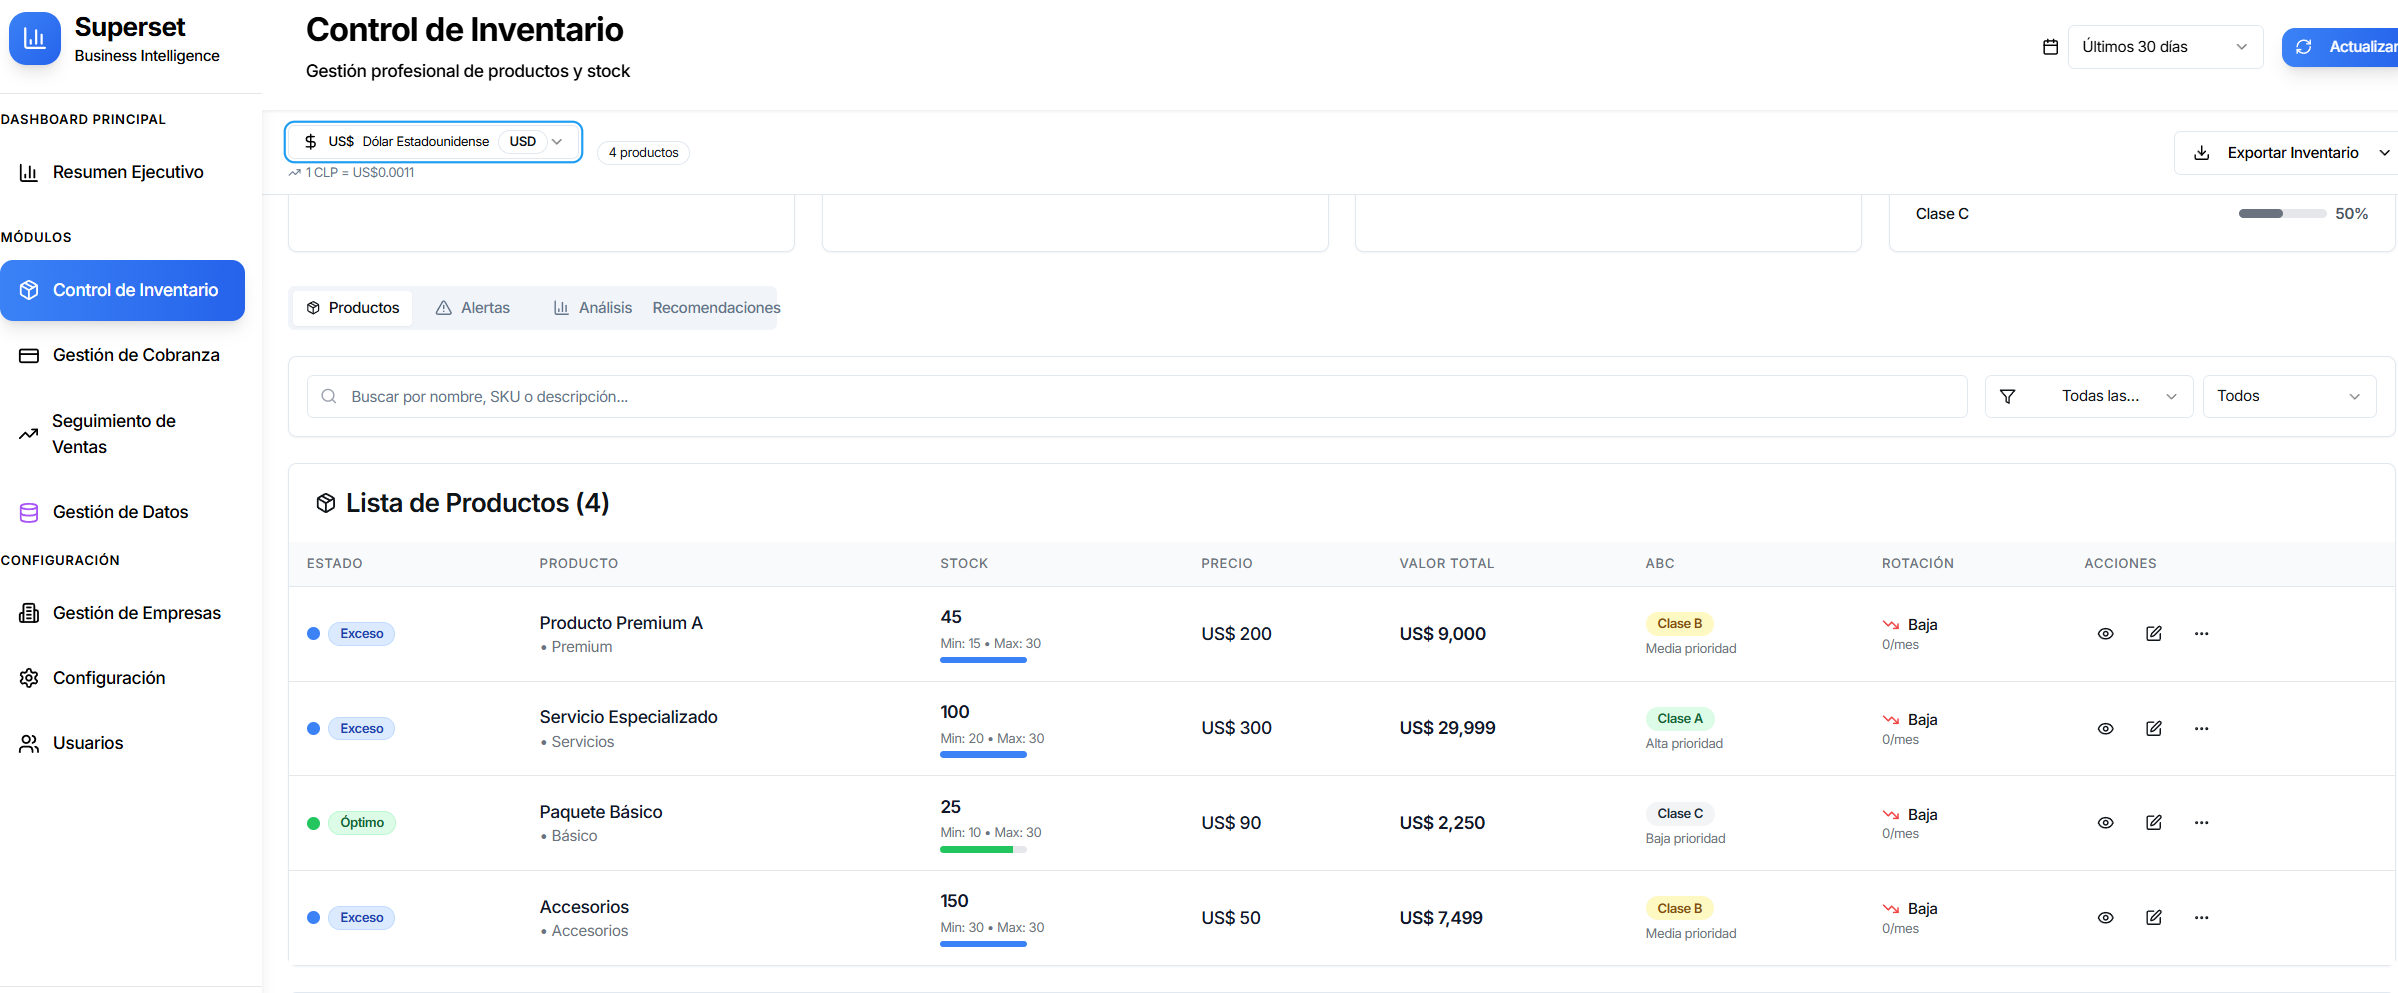 Superset
Business Intelligence
Control de Inventario
Gestión profesional de productos y stock
Últimos 30 días
Actualizar
DASHBOARD PRINCIPAL
Resumen Ejecutivo
MÓDULOS
Control de Inventario
Gestión de Cobranza
Seguimiento de
Ventas
Gestión de Datos
CONFIGURACIÓN
Gestión de Empresas
Configuración
Usuarios
US$ Dólar Estadounidense USD
4 productos
1 CLP = US$0.0011
Exportar Inventario
Clase C 50%
Productos Alertas Análisis Recomendaciones
Buscar por nombre, SKU o descripción...
Todas las...
Todos
Lista de Productos (4)
ESTADO PRODUCTO STOCK PRECIO VALOR TOTAL ABC ROTACIÓN ACCIONES
Exceso
Producto Premium A
• Premium
45
Min: 15 • Max: 30
US$ 200
US$ 9,000
Clase B
Media prioridad
Baja
0/mes
Exceso
Servicio Especializado
• Servicios
100
Min: 20 • Max: 30
US$ 300
US$ 29,999
Clase A
Alta prioridad
Baja
0/mes
Óptimo
Paquete Básico
• Básico
25
Min: 10 • Max: 30
US$ 90
US$ 2,250
Clase C
Baja prioridad
Baja
0/mes
Exceso
Accesorios
• Accesorios
150
Min: 30 • Max: 30
US$ 50
US$ 7,499
Clase B
Media prioridad
Baja
0/mes